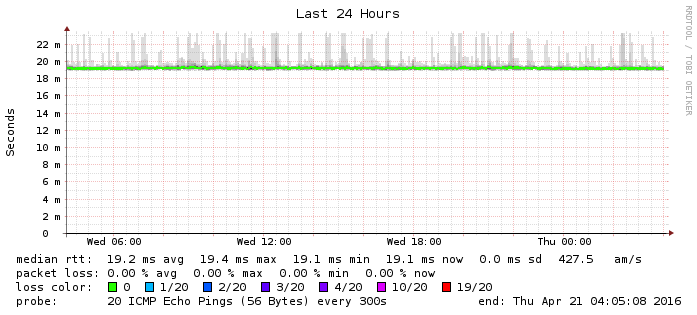 Last 24 Hours
RRDTOOL / TOBI OETIKER
Seconds
22 m
20 m
18 m
16 m
14 m
12 m
10 m
8 m
6 m
4 m
2 m
0
Wed 06:00 Wed 12:00 Wed 18:00 Thu 00:00
median rtt: 19.2 ms avg 19.4 ms max 19.1 ms min 19.1 ms now 0.0 ms sd 427.5 am/s
packet loss: 0.00 % avg 0.00 % max 0.00 % min 0.00 % now
loss color: 0 1/20 2/20 3/20 4/20 10/20 19/20
probe: 20 ICMP Echo Pings (56 Bytes) every 300s end: Thu Apr 21 04:05:08 2016